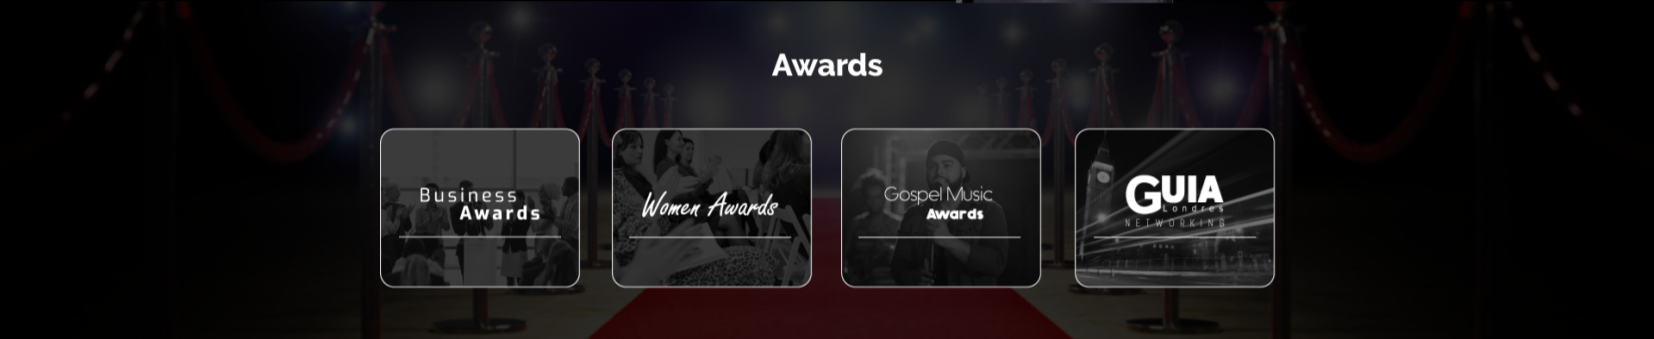 Awards
Business
Awards
Women Awards
Gospel Music
Awards
GUIA
Londres
NETWORKING